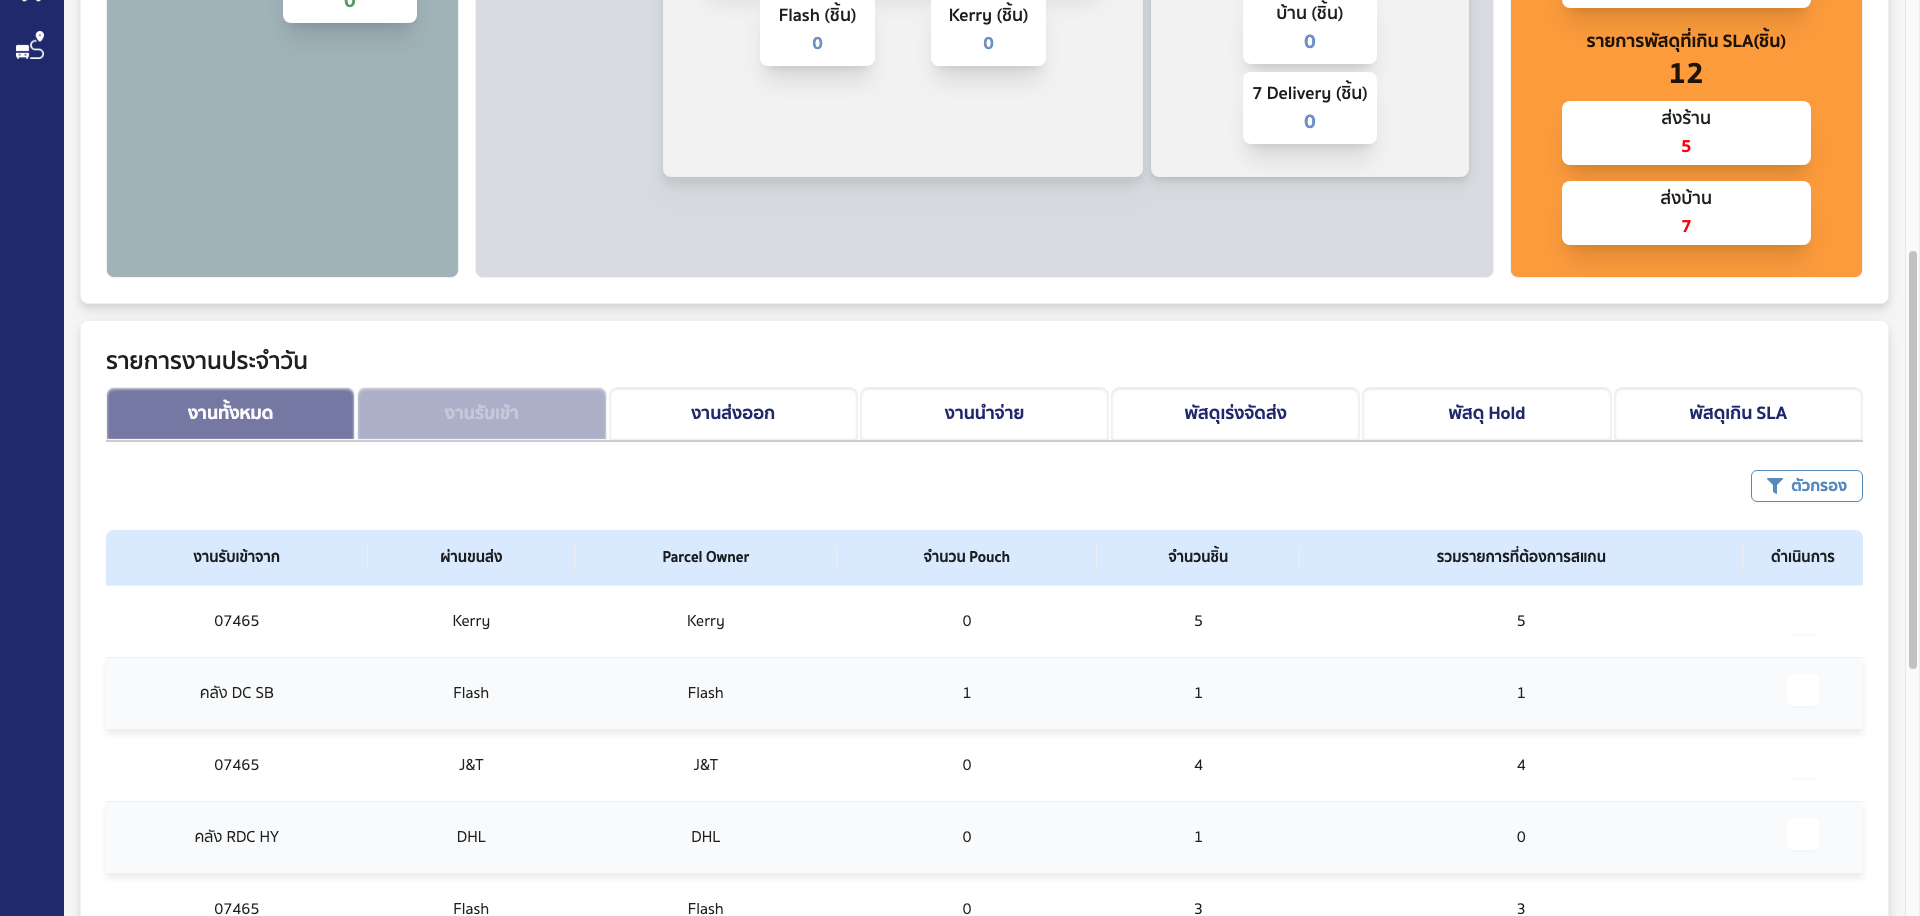 0
Flash (ชิ้น)
0
Kerry (ชิ้น)
0
บ้าน (ชิ้น)
0
7 Delivery (ชิ้น)
0
รายการพัสดุที่เกิน SLA(ชิ้น)
12
ส่งร้าน
5
ส่งบ้าน
7
รายการงานประจำวัน
งานทั้งหมด งานรับเข้า งานส่งออก งานนำจ่าย พัสดุเร่งจัดส่ง พัสดุ Hold พัสดุเกิน SLA
ตัวกรอง
งานรับเข้าจาก ผ่านขนส่ง Parcel Owner จำนวน Pouch จำนวนชิ้น รวมรายการที่ต้องการสแกน ดำเนินการ
07465 Kerry Kerry 0 5 5
คลัง DC SB Flash Flash 1 1 1
07465 J&T J&T 0 4 4
คลัง RDC HY DHL DHL 0 1 0
07465 Flash Flash 0 3 3